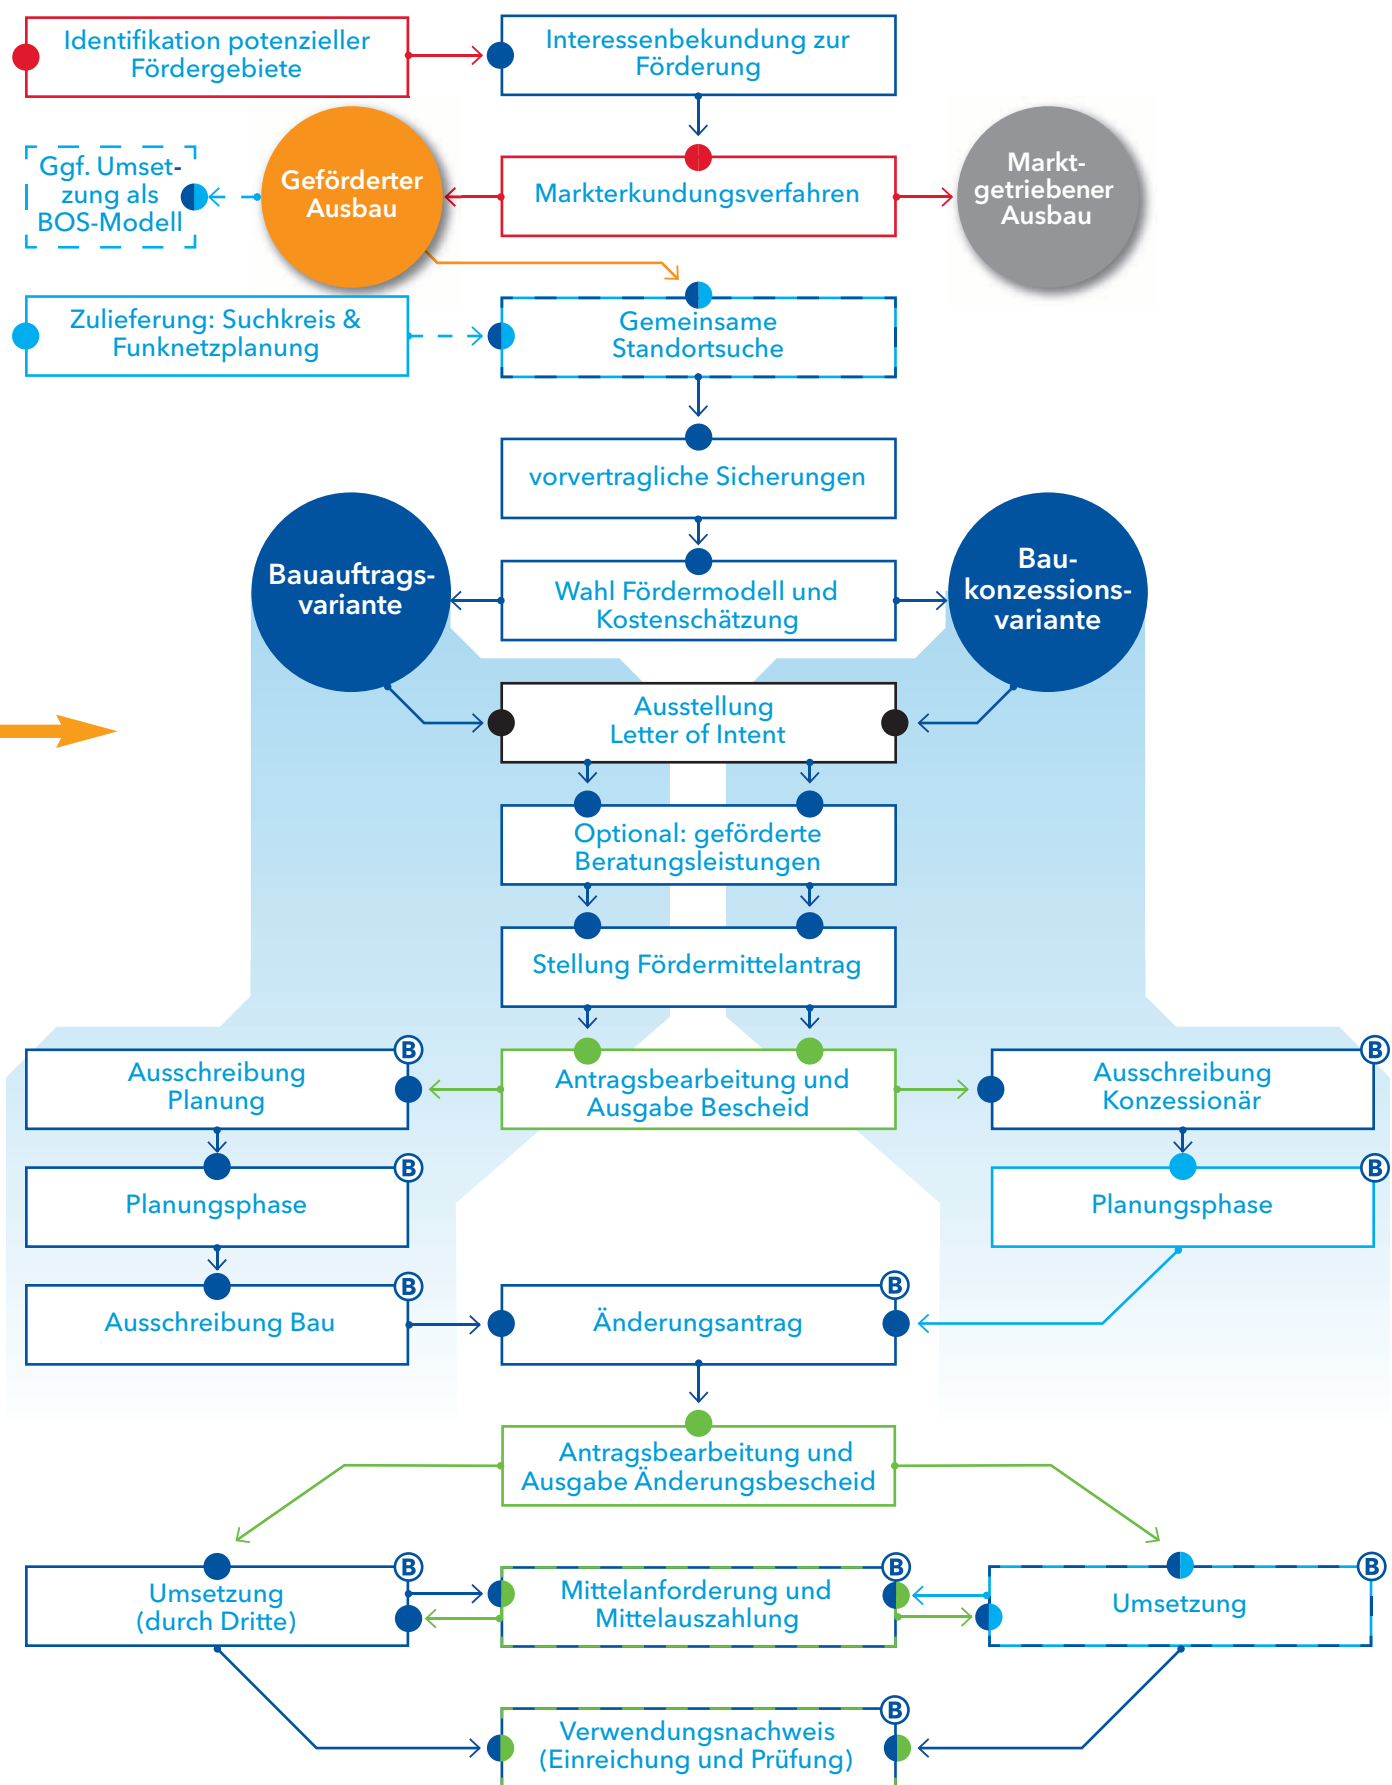 Identifikation potenzieller
Fördergebiete
Interessenbekundung zur
Förderung
Ggf. Umset-
zung als
BOS-Modell
Geförderter
Ausbau
Markterkundungsverfahren
Markt-
getriebener
Ausbau
Zulieferung: Suchkreis &
Funknetzplanung
Gemeinsame
Standortsuche
vorvertragliche Sicherungen
Bauauftrags-
variante
Wahl Fördermodell und
Kostenschätzung
Bau-
konzessions-
variante
Ausstellung
Letter of Intent
Optional: geförderte
Beratungsleistungen
Stellung Fördermittelantrag
B
Ausschreibung
Planung
Antragsbearbeitung und
Ausgabe Bescheid
B
Ausschreibung
Konzessionär
B
Planungsphase
B
Planungsphase
B
Ausschreibung Bau
B
Änderungsantrag
Antragsbearbeitung und
Ausgabe Änderungsbescheid
B
Umsetzung
(durch Dritte)
B
Mittelanforderung und
Mittelauszahlung
B
Umsetzung
B
Verwendungsnachweis
(Einreichung und Prüfung)